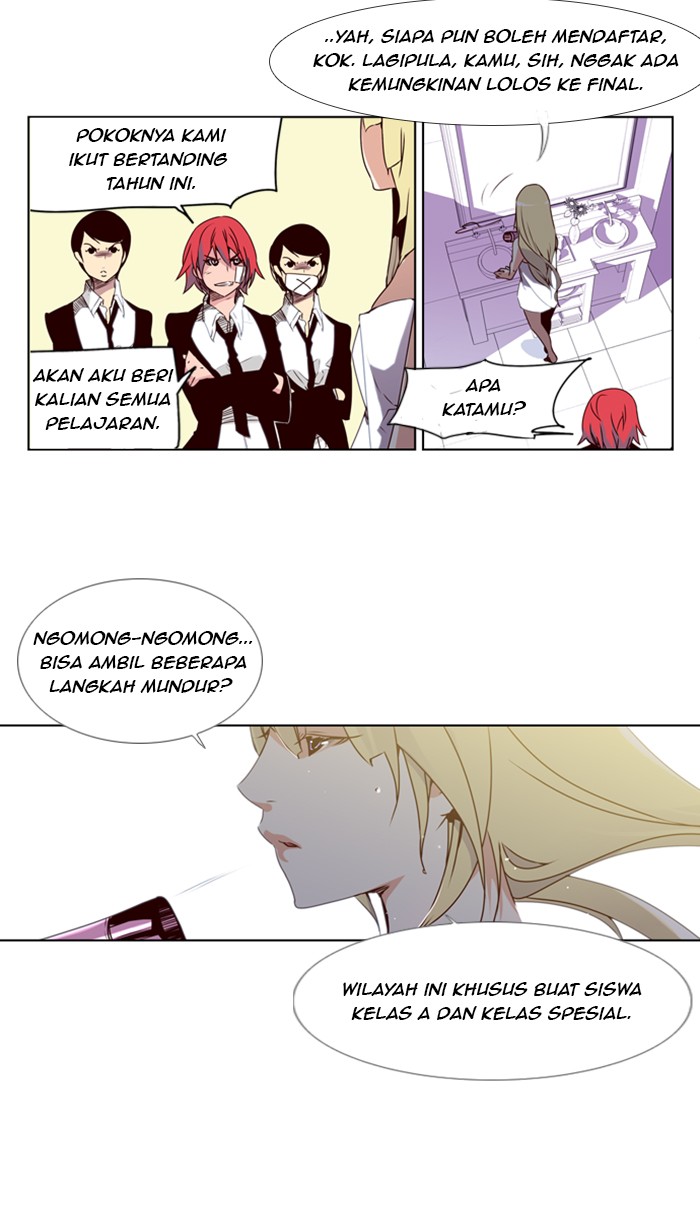 ..YAH, SIAPA PUN BOLEH MENDAFTAR,
KOK. LAGIPULA, KAMU, SIH, NGGAK ADA
KEMUNGKINAN LOLOS KE FINAL.
POKOKNYA KAMI
IKUT BERTANDING
TAHUN INI.
AKAN AKU BERI
KALIAN SEMUA
PELAJARAN.
APA
KATAMU?
NGOMONG-NGOMONG...
BISA AMBIL BEBERAPA
LANGKAH MUNDUR?
WILAYAH INI KHUSUS BUAT SISWA
KELAS A DAN KELAS SPESIAL.